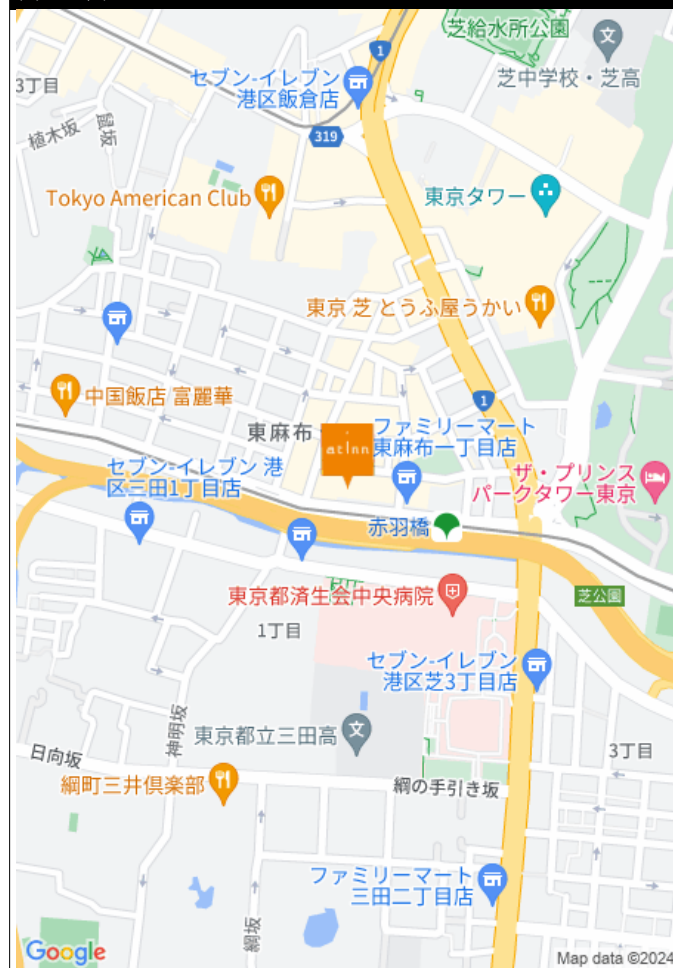 芝給水所公園
1
セブン-イレブン
港区飯倉店
芝中学校・芝高
3丁目
鼠坂
植木坂
319
Tokyo American Club
東京タワー
東京 芝 とうふ屋うかい
中国飯店 富麗華
1
東麻布
at Inn
ファミリーマート
東麻布一丁目店
セブン-イレブン 港
区三田1丁目店
ザ・プリンス
パークタワー東京
赤羽橋
東京都済生会中央病院
芝公園
1丁目
セブン-イレブン
港区芝3丁目店
神明坂
東京都立三田高
日向坂
3丁目
綱町三井倶楽部
綱の手引き坂
ファミリーマート
三田二丁目店
綱坂
Google
Map data ©2024